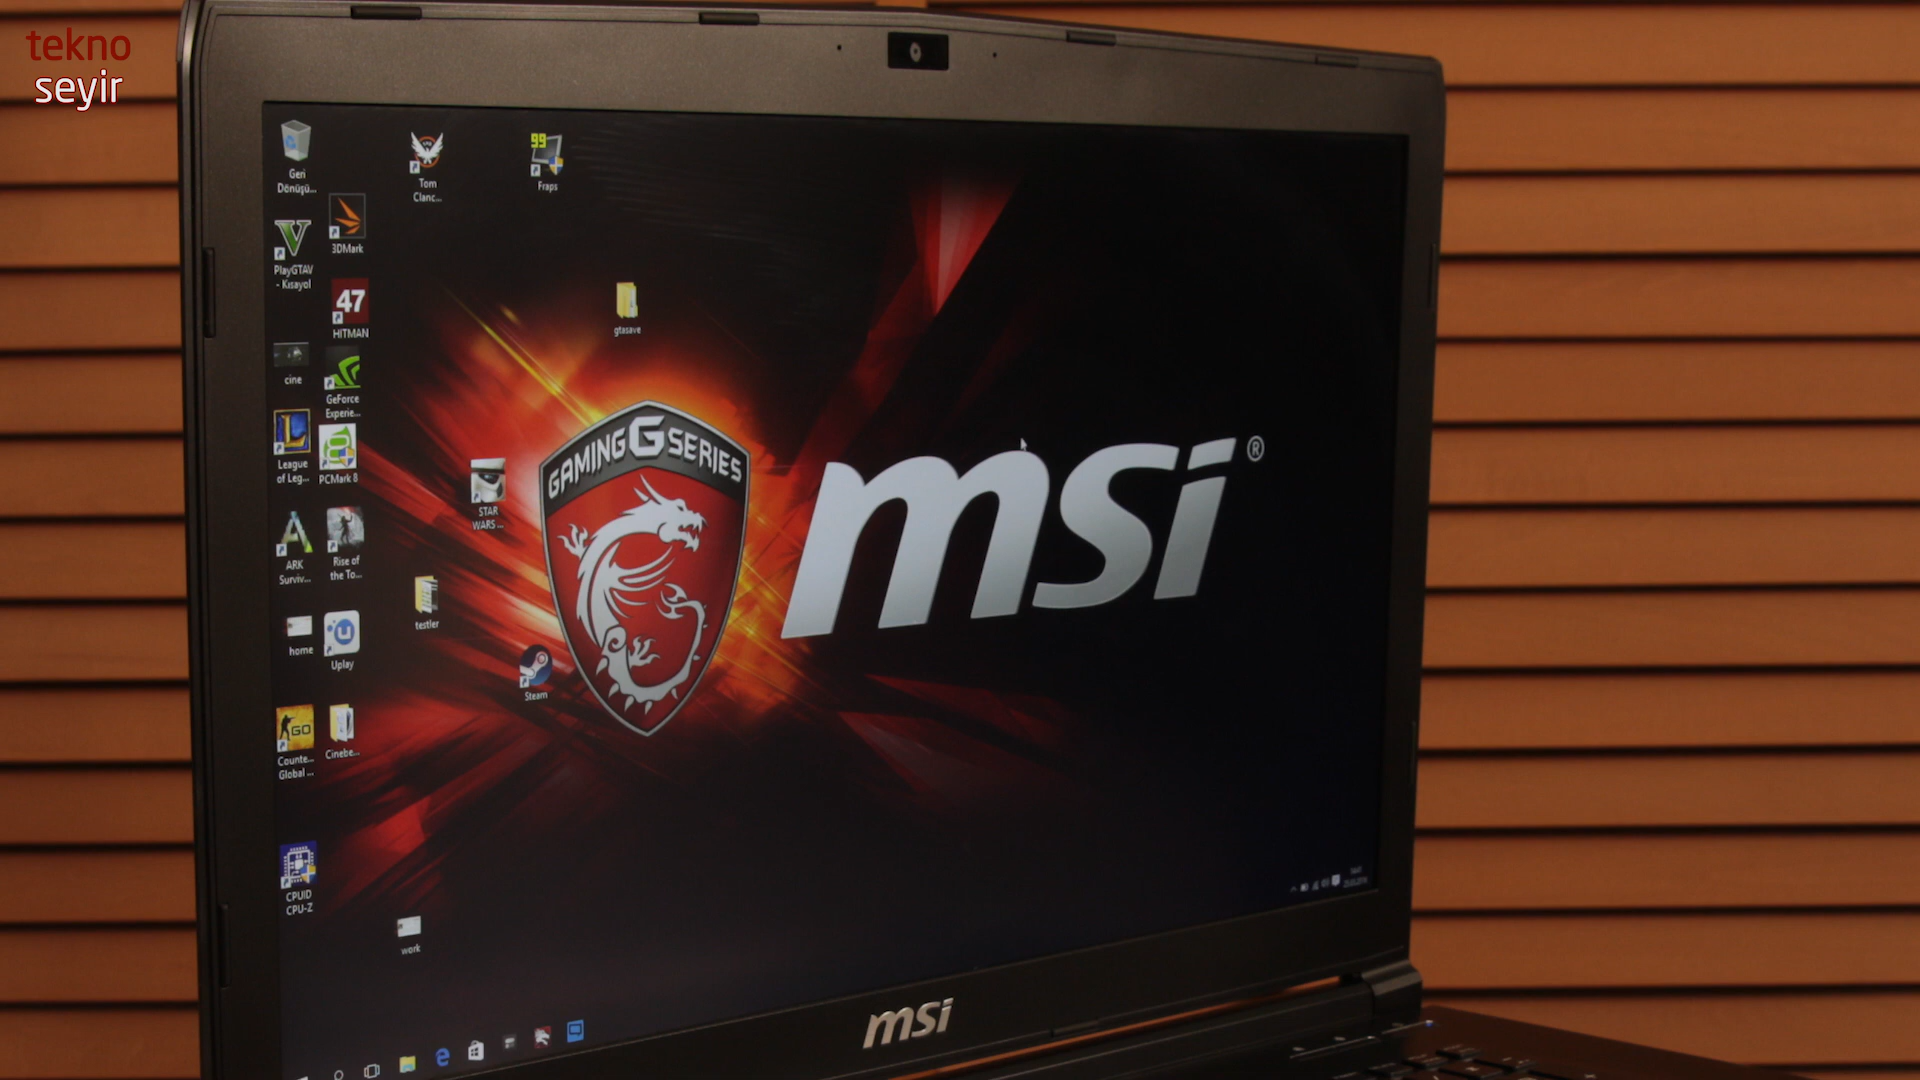 tekno
seyir
Geri
Dönüşü...
Tom
Clanc...
99
Fraps
3DMark
PlayGTAV
- Kısayol
47
HITMAN
gtasave
cine
GeForce
Experie...
League
of Leg...
PCMark 8
STAR
WARS ...
GAMING G SERIES
msi®
ARK
Surviv...
Rise of
the To...
testler
home
Uplay
Steam
GO
Counte...
Global ...
Cinebe...
CPUID
CPU-Z
work
msi